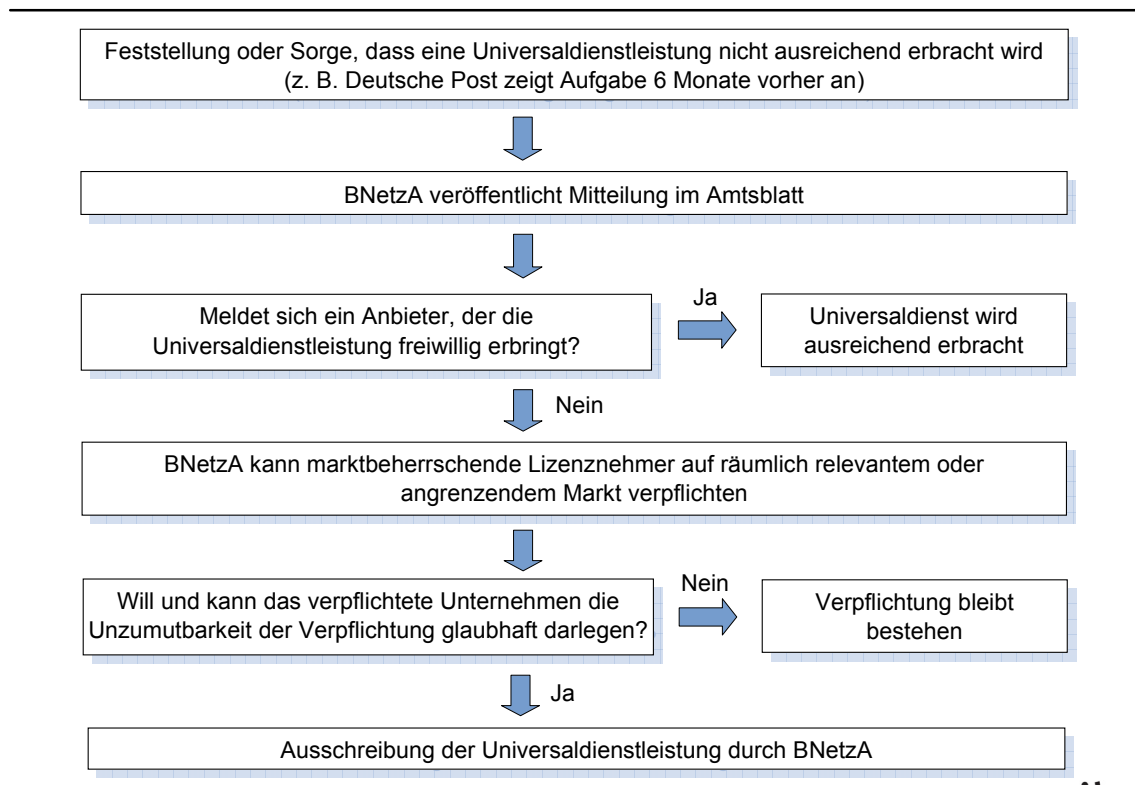 Feststellung oder Sorge, dass eine Universaldienstleistung nicht ausreichend erbracht wird
(z. B. Deutsche Post zeigt Aufgabe 6 Monate vorher an)
BNetzA veröffentlicht Mitteilung im Amtsblatt
Meldet sich ein Anbieter, der die
Universaldienstleistung freiwillig erbringt?
Ja
Universaldienst wird
ausreichend erbracht
Nein
BNetzA kann marktbeherrschende Lizenznehmer auf räumlich relevantem oder
angrenzendem Markt verpflichten
Will und kann das verpflichtete Unternehmen die
Unzumutbarkeit der Verpflichtung glaubhaft darlegen?
Nein
Verpflichtung bleibt
bestehen
Ja
Ausschreibung der Universaldienstleistung durch BNetzA